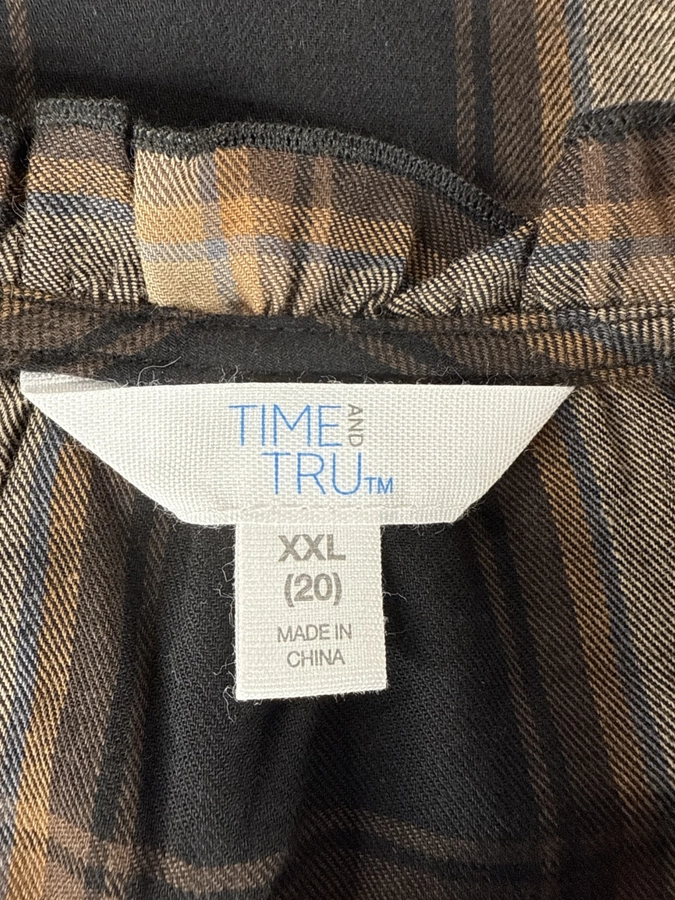 TIME AND
TRU™
XXL
(20)
MADE IN
CHINA